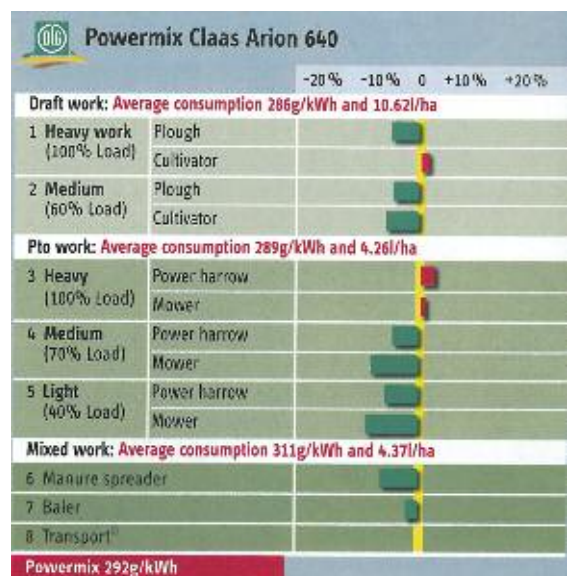 DLG
Powermix Claas Arion 640
-20% -10% 0 +10% +20%
Draft work: Average consumption 286g/kWh and 10.62l/ha
1 Heavy work Plough
(100% Load) Cultivator
2 Medium Plough
(60% Load) Cultivator
Pto work: Average consumption 289g/kWh and 4.26l/ha
3 Heavy Power harrow
(100% Load) Mower
4 Medium Power harrow
(70% Load) Mower
5 Light Power harrow
(40% Load) Mower
Mixed work: Average consumption 311g/kWh and 4.37l/ha
6 Manure spreader
7 Baler
8 Transport
Powermix 292g/kWh